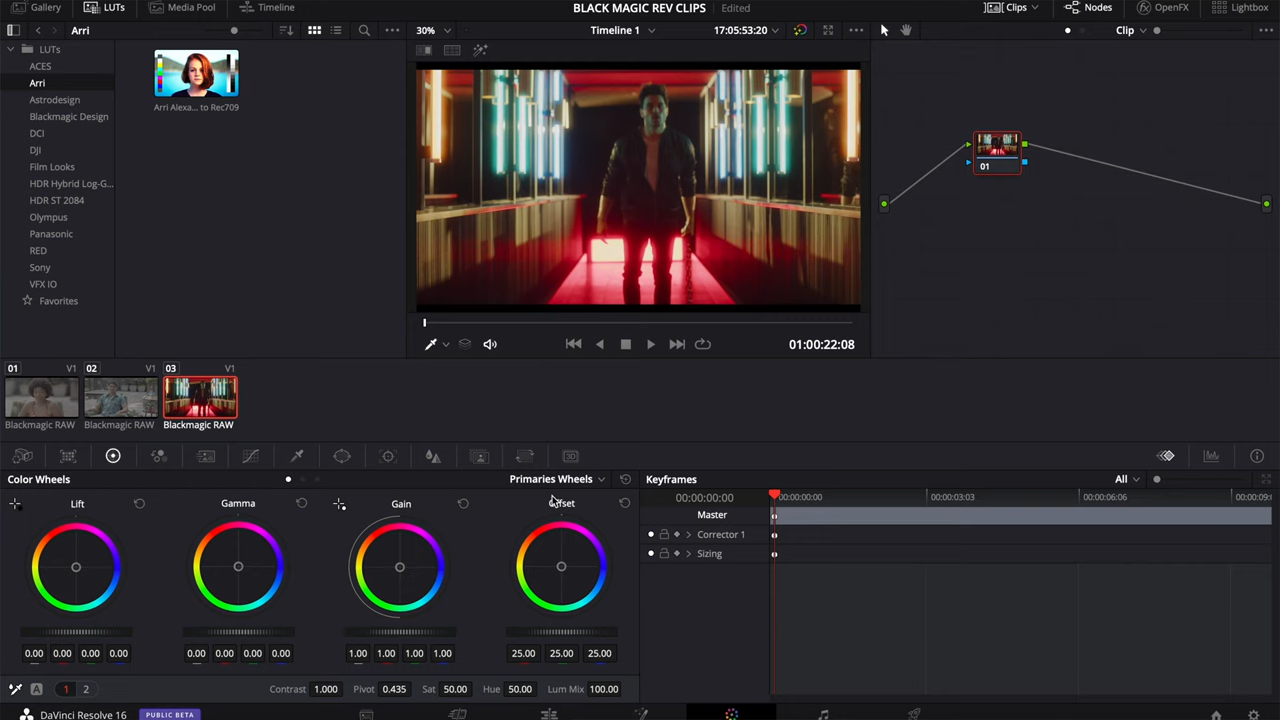 Gallery LUTs Media Pool Timeline BLACK MAGIC REV CLIPS Edited Clips Nodes OpenFX Lightbox
Arri 30% Timeline 1 17:05:53:20 Clip
LUTs
ACES
Arri
Astrodesign
Blackmagic Design
DCI
DJI
Film Looks
HDR Hybrid Log-G...
HDR ST 2084
Olympus
Panasonic
RED
Sony
VFX IO
Favorites
Arri Alexa... to Rec709
01
01:00:22:08
01 V1 02 V1 03 V1
Blackmagic RAW Blackmagic RAW Blackmagic RAW
Color Wheels Primaries Wheels
Lift Gamma Gain Offset
0.00 0.00 0.00 0.00 0.00 0.00 0.00 0.00 1.00 1.00 1.00 1.00 25.00 25.00 25.00
A 1 2 Contrast 1.000 Pivot 0.435 Sat 50.00 Hue 50.00 Lum Mix 100.00
Keyframes All
00:00:00:00 00:00:00:00 00:00:03:03 00:00:06:06 00:00:09:
Master
Corrector 1
Sizing
DaVinci Resolve 16 PUBLIC BETA